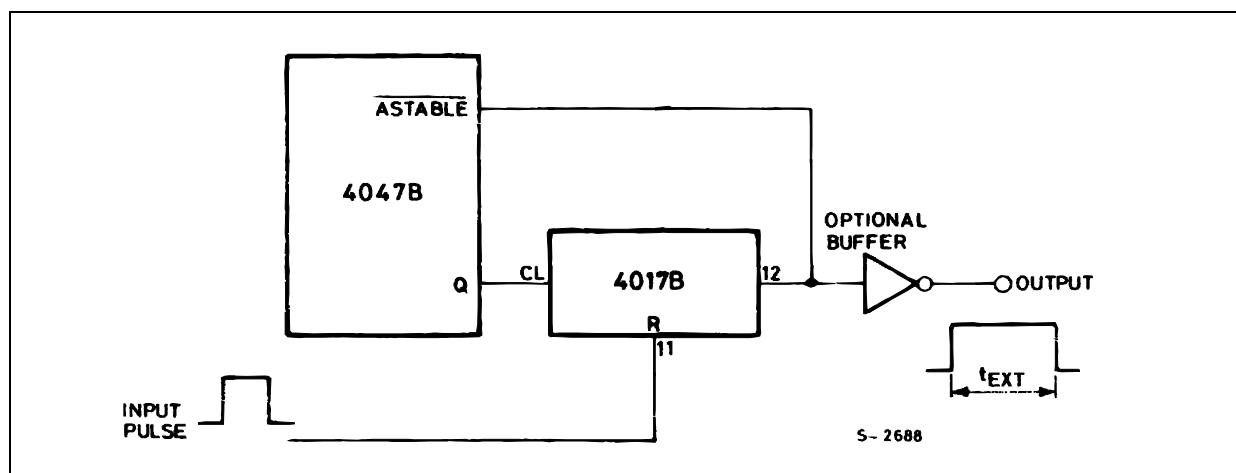 ASTABLE
4047B
OPTIONAL
BUFFER
Q
CL
4017B
12
OUTPUT
R
11
tEXT
INPUT
PULSE
S-2688